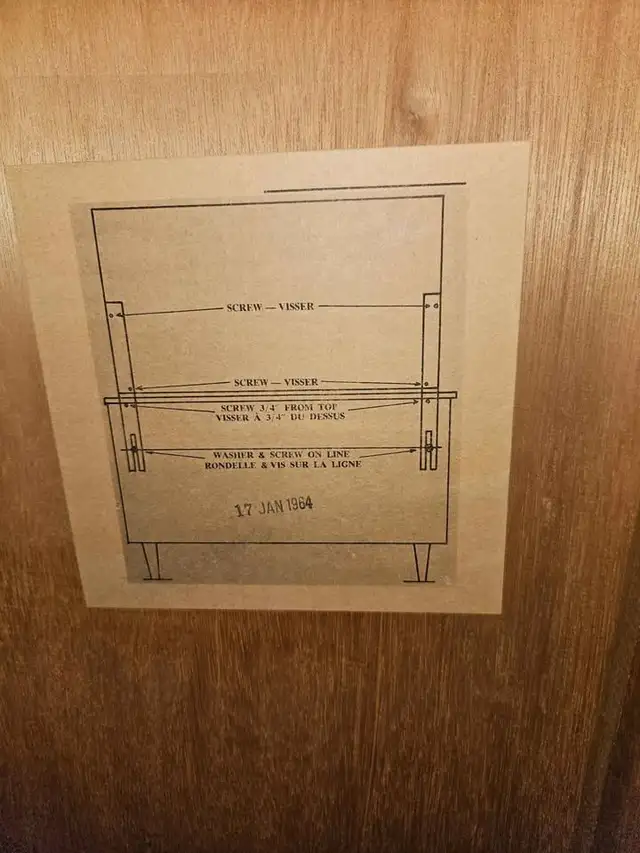 SCREW — VISSER
SCREW — VISSER
SCREW 3/4" FROM TOP
VISSER À 3/4" DU DESSUS
WASHER & SCREW ON LINE
RONDELLE & VIS SUR LA LIGNE
17 JAN 1964